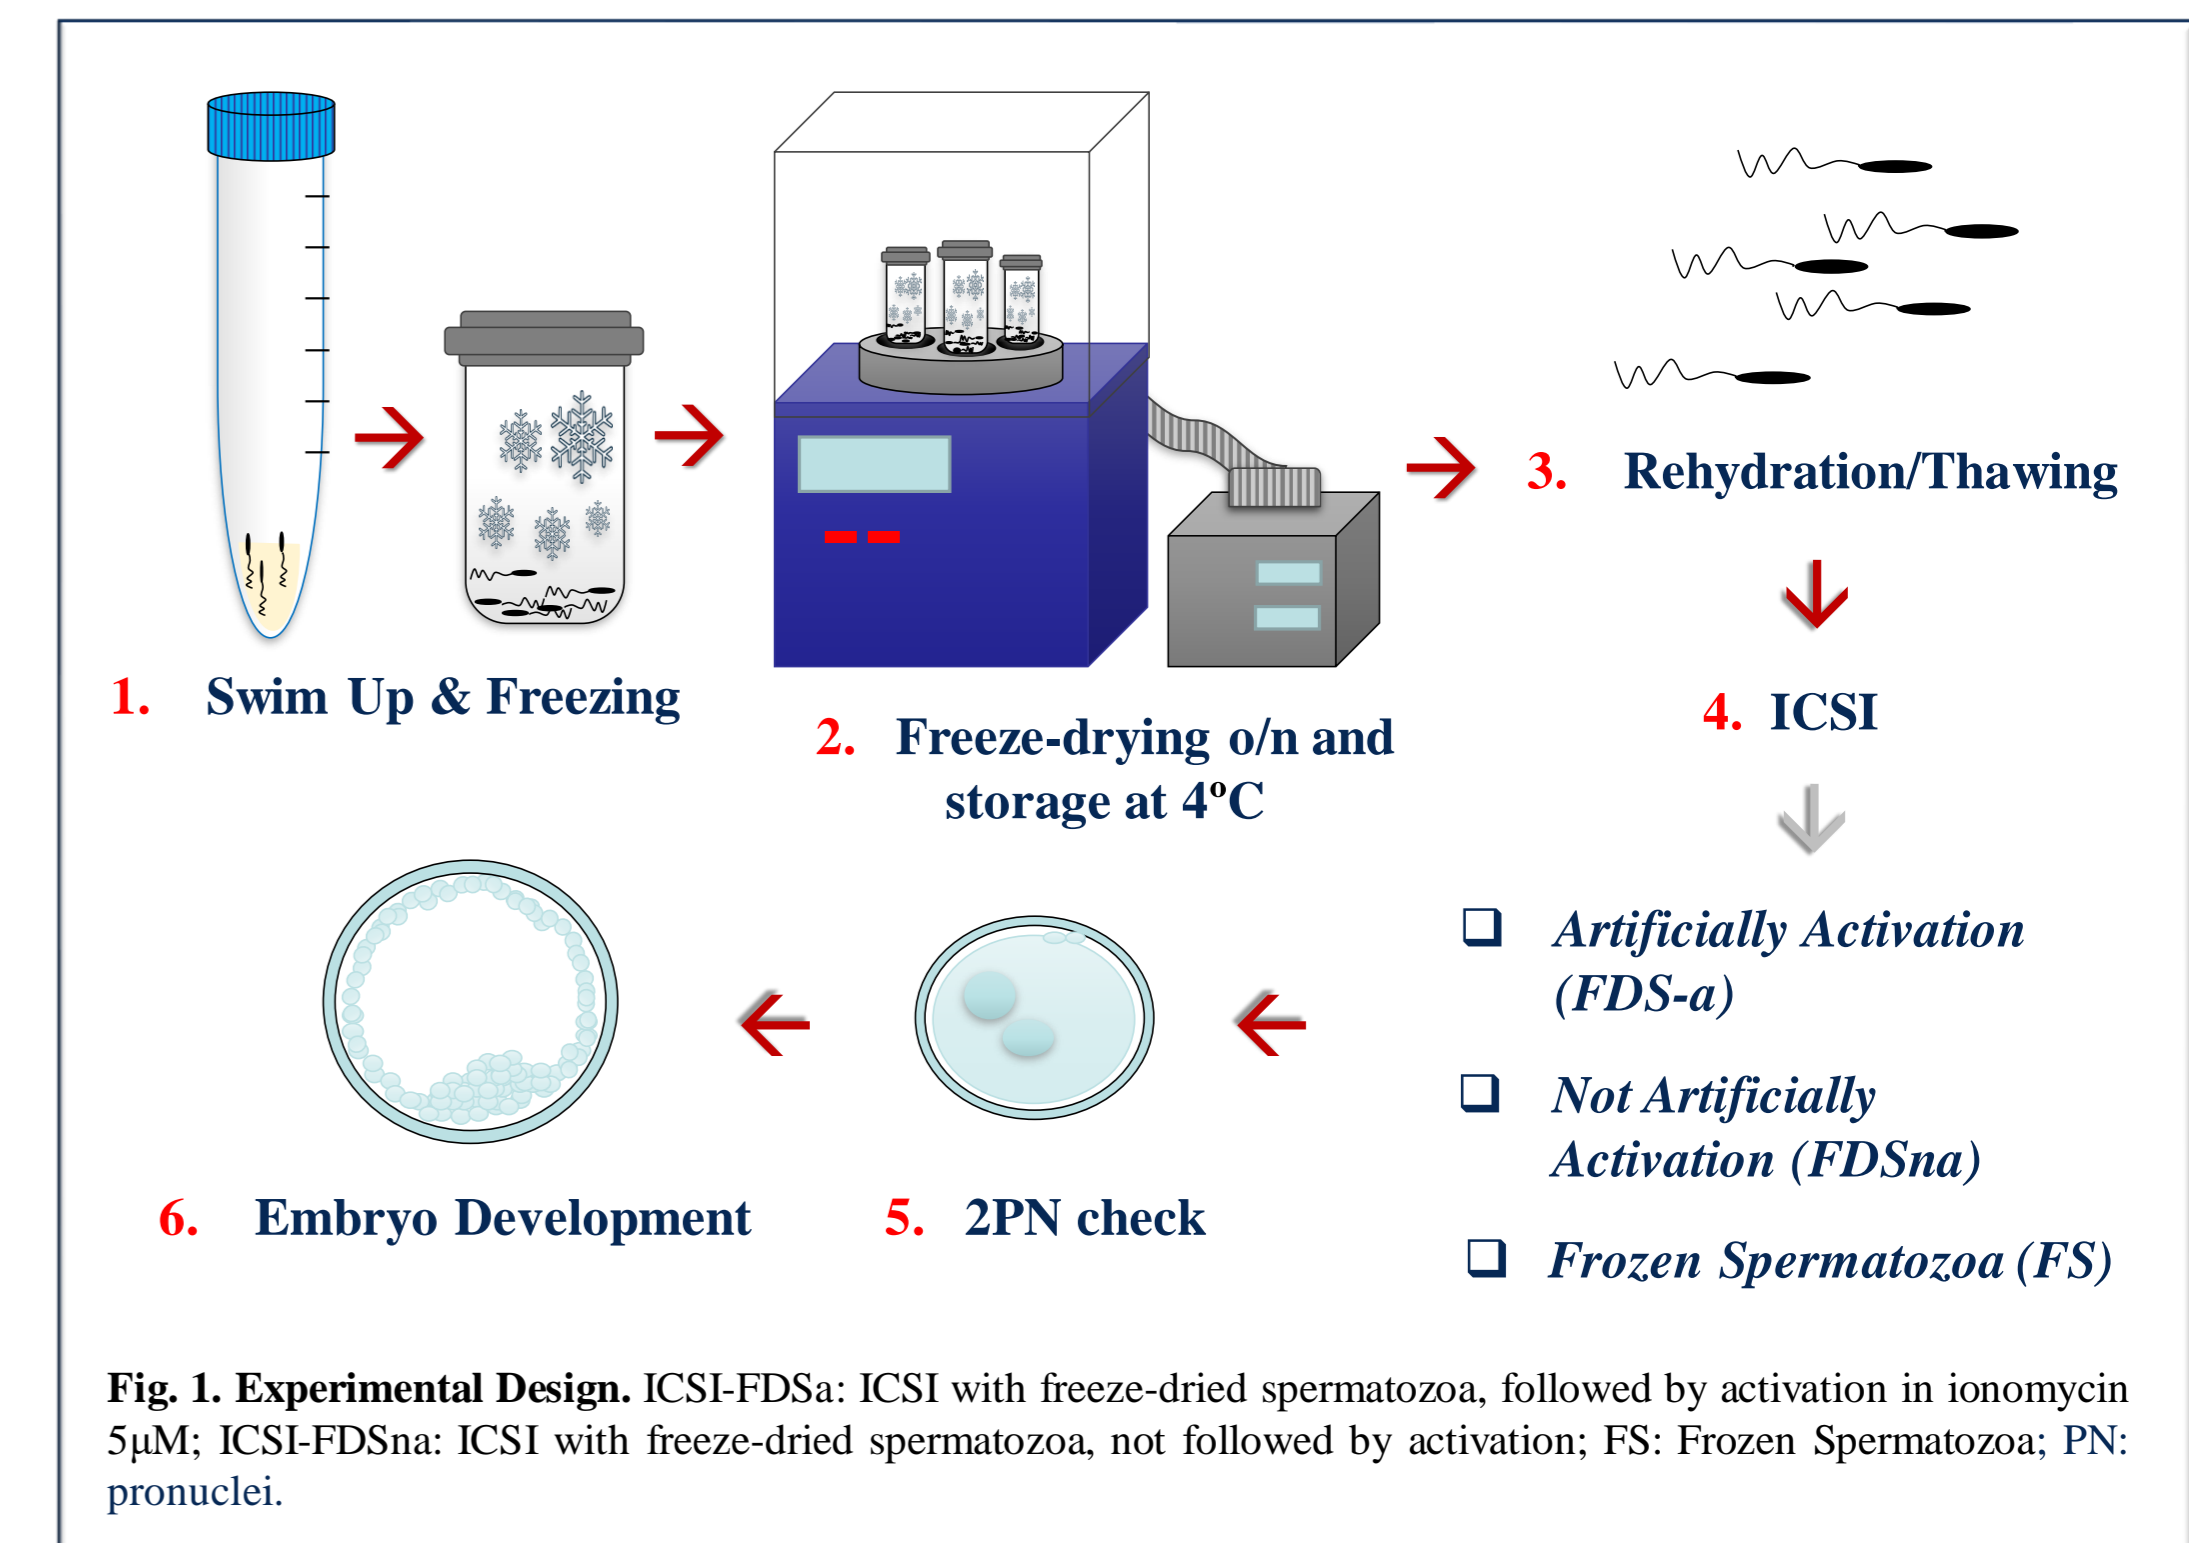 1. Swim Up & Freezing
2. Freeze-drying o/n and
storage at 4ºC
3. Rehydration/Thawing
4. ICSI
❑ Artificially Activation
(FDS-a)
❑ Not Artificially
Activation (FDSna)
❑ Frozen Spermatozoa (FS)
5. 2PN check
6. Embryo Development
Fig. 1. Experimental Design. ICSI-FDSa: ICSI with freeze-dried spermatozoa, followed by activation in ionomycin
5µM; ICSI-FDSna: ICSI with freeze-dried spermatozoa, not followed by activation; FS: Frozen Spermatozoa; PN:
pronuclei.